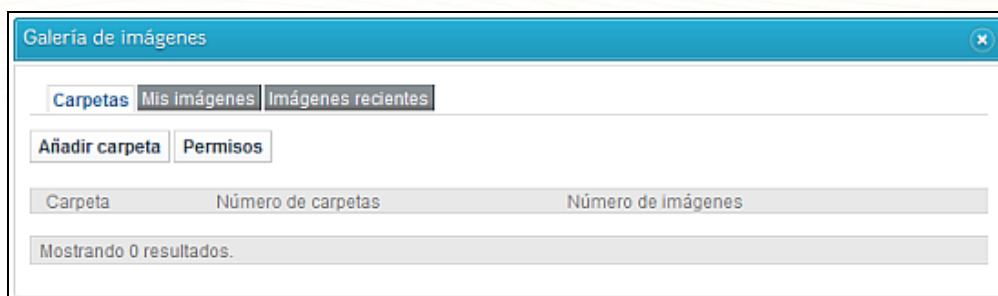 Galería de imágenes
Carpetas Mis imágenes Imágenes recientes
Añadir carpeta Permisos
Carpeta Número de carpetas Número de imágenes
Mostrando 0 resultados.